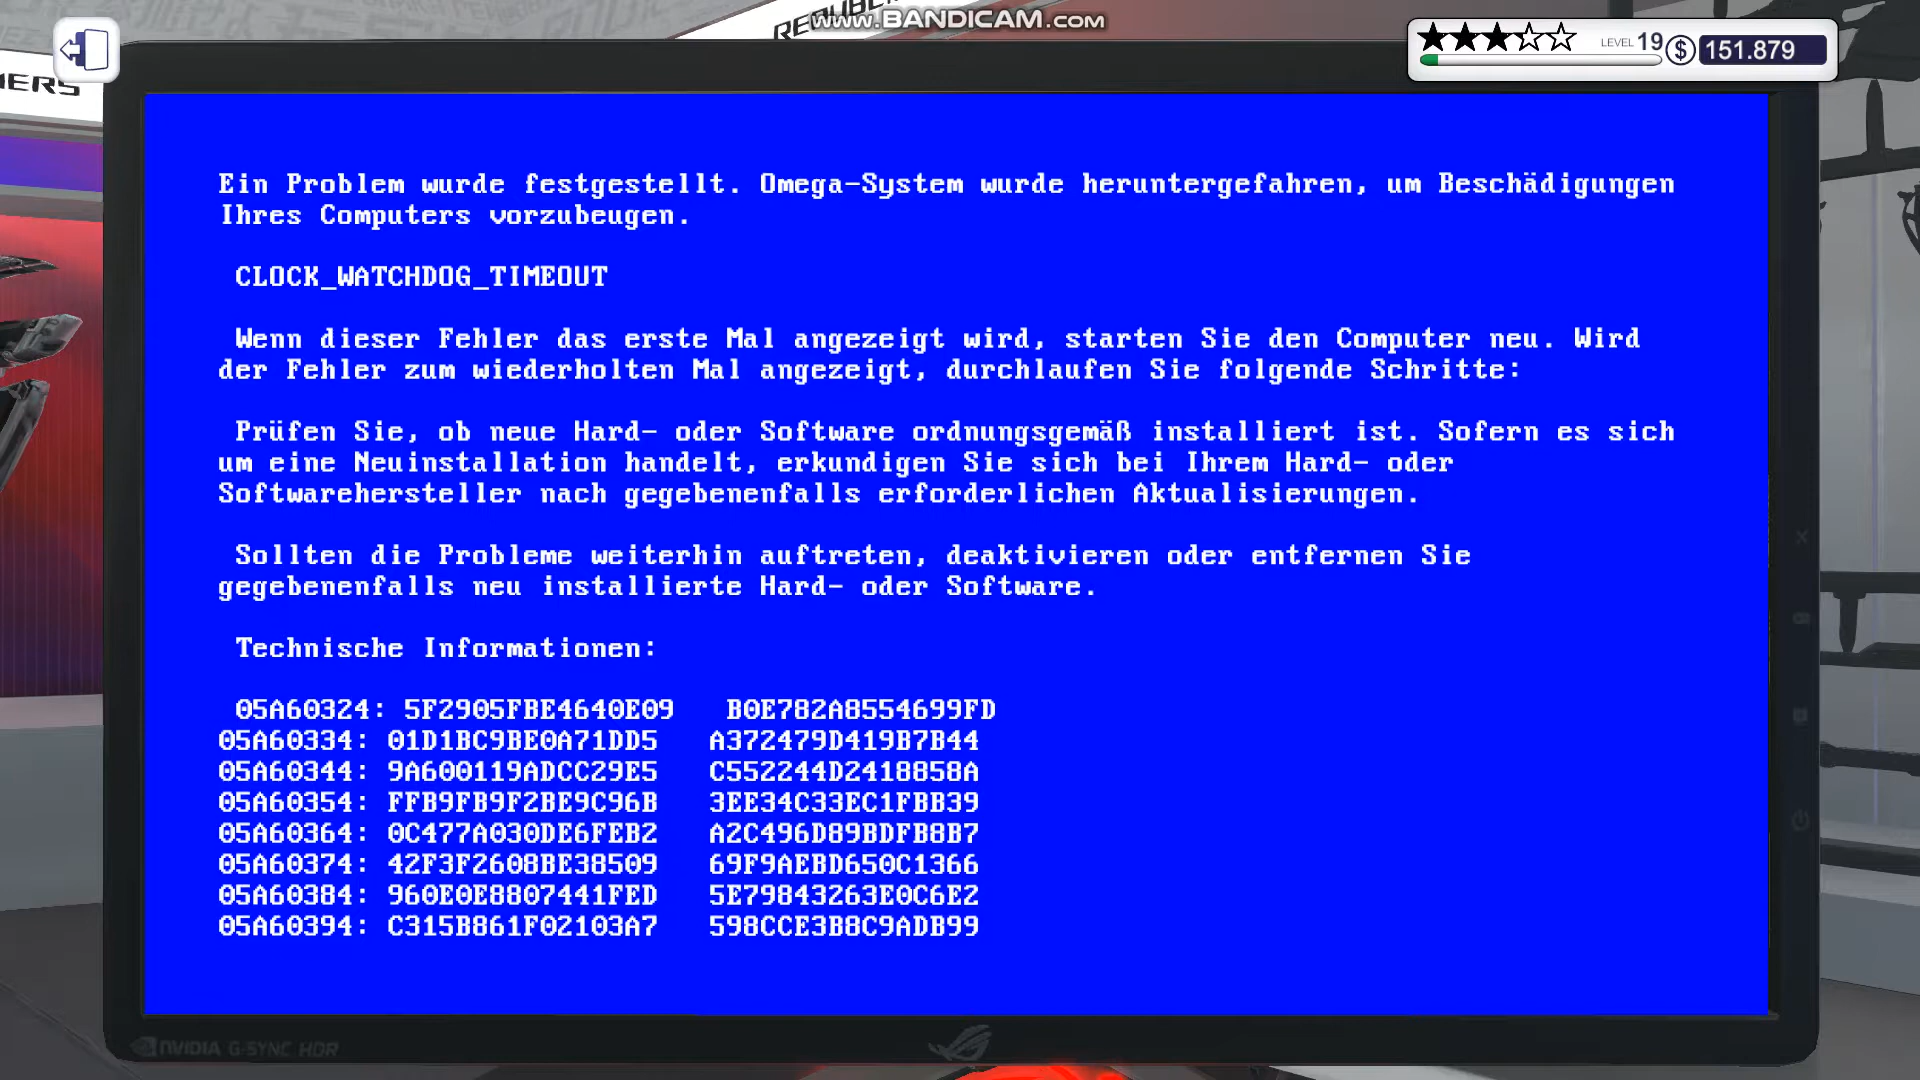 REPUBL
WWW.BANDICAM.COM
LEVEL 19
$ 151.879
ERS
Ein Problem wurde festgestellt. Omega-System wurde heruntergefahren, um Beschädigungen
Ihres Computers vorzubeugen.
CLOCK_WATCHDOG_TIMEOUT
Wenn dieser Fehler das erste Mal angezeigt wird, starten Sie den Computer neu. Wird
der Fehler zum wiederholten Mal angezeigt, durchlaufen Sie folgende Schritte:
Prüfen Sie, ob neue Hard- oder Software ordnungsgemäß installiert ist. Sofern es sich
um eine Neuinstallation handelt, erkundigen Sie sich bei Ihrem Hard- oder
Softwarehersteller nach gegebenenfalls erforderlichen Aktualisierungen.
Sollten die Probleme weiterhin auftreten, deaktivieren oder entfernen Sie
gegebenenfalls neu installierte Hard- oder Software.
Technische Informationen:
05A60324: 5F2905FBE4640E09 B0E782A8554699FD
05A60334: 01D1BC9BE0A71DD5 A372479D419B7B44
05A60344: 9A600119ADCC29E5 C552244D2418858A
05A60354: FFB9FB9F2BE9C96B 3EE34C33EC1FBB39
05A60364: 0C477A030DE6FEB2 A2C496D89BDFB8B7
05A60374: 42F3F2608BE38509 69F9AEBD650C1366
05A60384: 960E0E8807441FED 5E79843263E0C6E2
05A60394: C315B861F02103A7 598CCE3B8C9ADB99
NVIDIA G-SYNC HDR